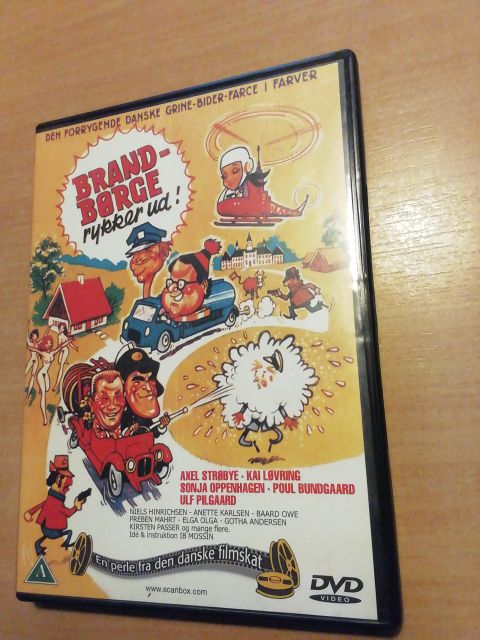 DEN FORRYGENDE DANSKE GRINE-BIDER-FARCE I FARVER
BRAND-
BØRGE
rykker ud!
AXEL STRØBYE · KAI LØVRING
SONJA OPPENHAGEN · POUL BUNDGAARD
ULF PILGAARD
NIELS HINRICHSEN - ANETTE KARLSEN - BAARD OWE
PREBEN MAHRT - ELGA OLGA - GOTHA ANDERSEN
KIRSTEN PASSER og mange flere.
Idé & instruktion IB MOSSIN
En perle fra den danske filmskat
A
www.scanbox.com
DVD
VIDEO